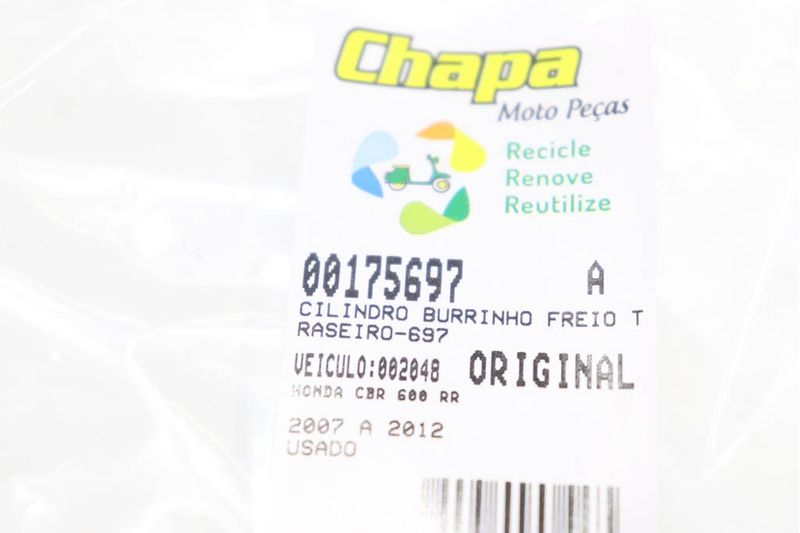 Chapa
Moto Peças
Recicle
Renove
Reutilize
00175697 A
CILINDRO BURRINHO FREIO T
RASEIRO-697
VEICULO:002048 ORIGINAL
HONDA CBR 600 RR
2007 A 2012
USADO